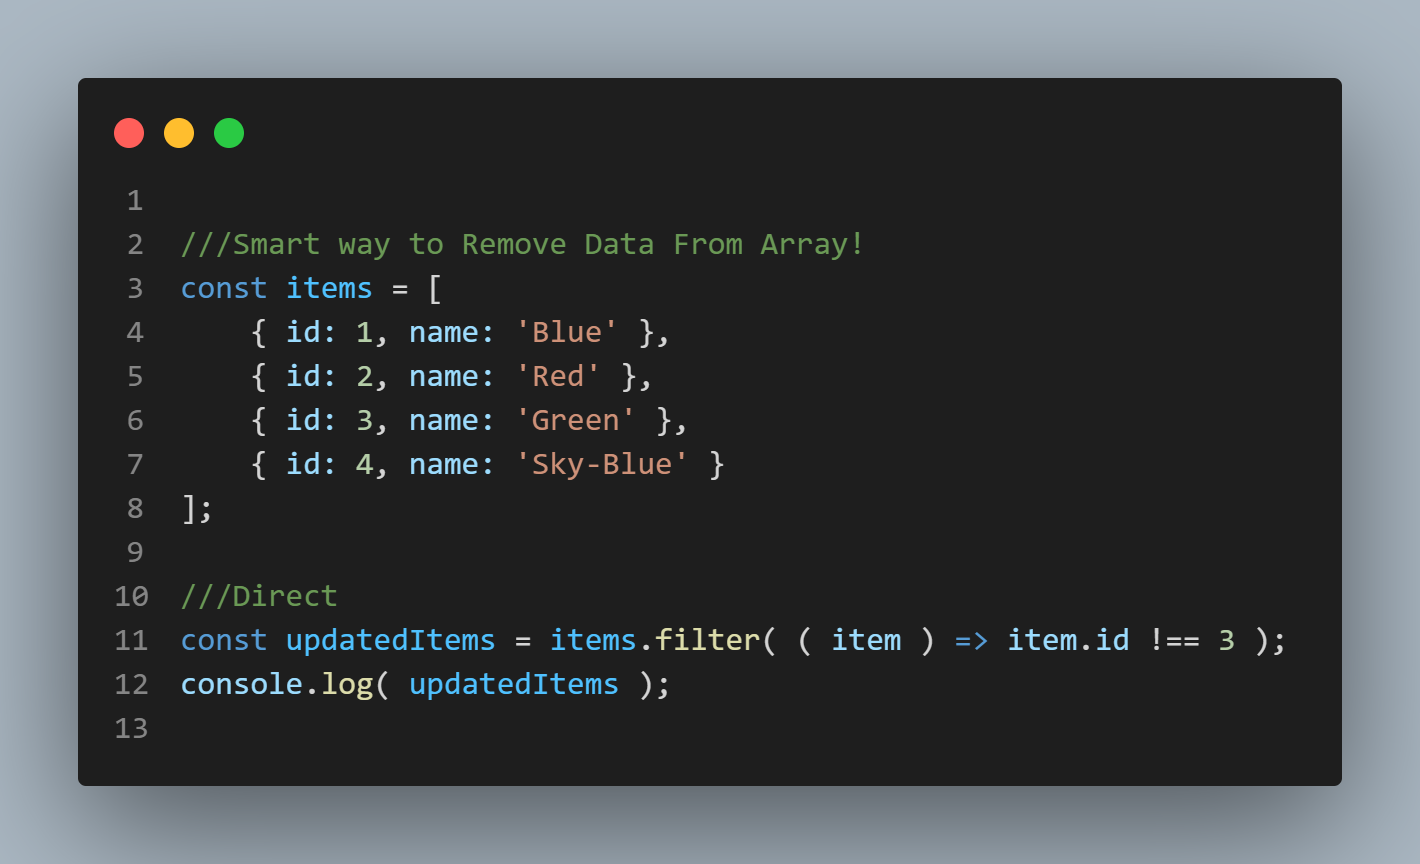 1
2 ///Smart way to Remove Data From Array!
3 const items = [
4     { id: 1, name: 'Blue' },
5     { id: 2, name: 'Red' },
6     { id: 3, name: 'Green' },
7     { id: 4, name: 'Sky-Blue' }
8 ];
9
10 ///Direct
11 const updatedItems = items.filter( ( item ) => item.id !== 3 );
12 console.log( updatedItems );
13